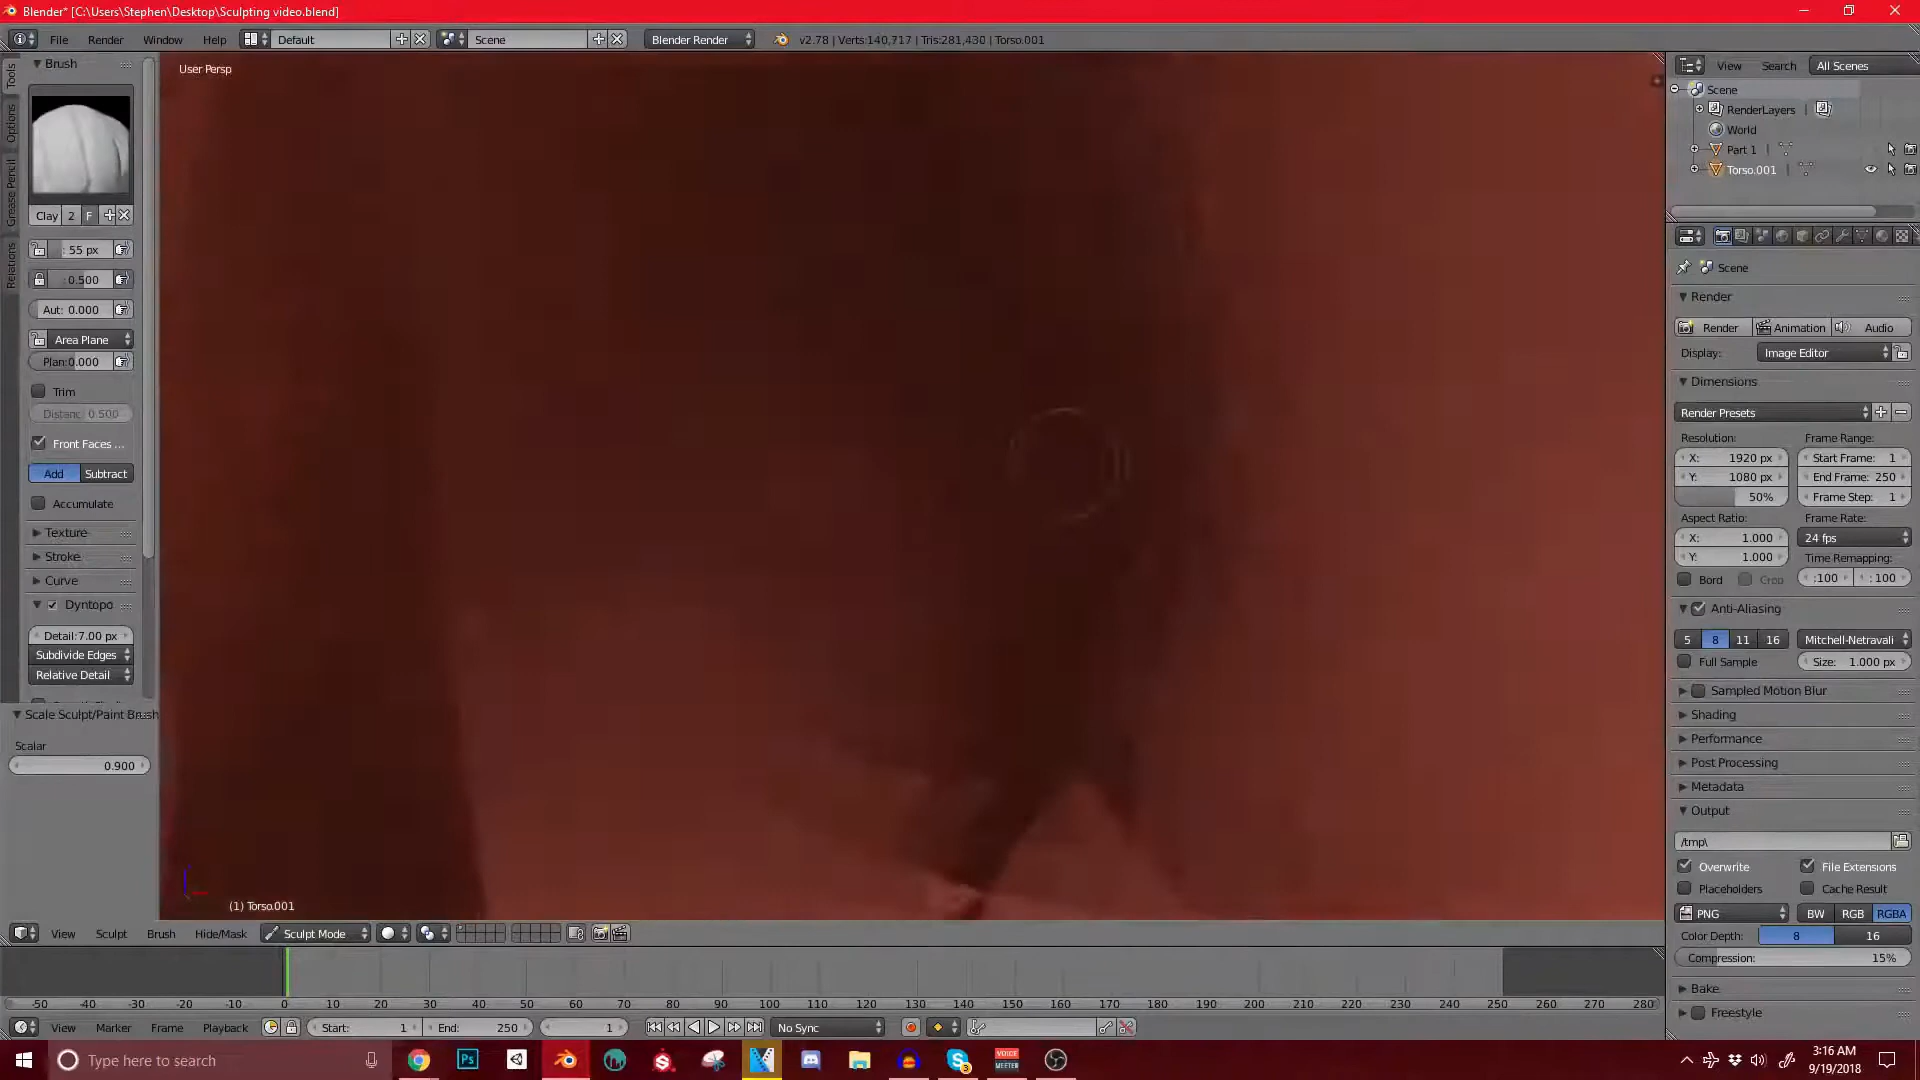 Blender* [C:\Users\Stephen\Desktop\Sculpting video.blend]
File Render Window Help Default Scene Blender Render v2.78 | Verts:140,717 | Tris:281,430 | Torso.001
Tools
Options
Grease Pencil
Relations
Brush
Clay 2 F
: 55 px
: 0.500
Aut: 0.000
Area Plane
Plan:0.000
Trim
Distanc: 0.500
Front Faces ...
Add Subtract
Accumulate
Texture
Stroke
Curve
Dyntopo
Detail:7.00 px
Subdivide Edges
Relative Detail
Scale Sculpt/Paint Brush
Scalar
0.900
User Persp
(1) Torso.001
View Sculpt Brush Hide/Mask Sculpt Mode
-50 -40 -30 -20 -10 0 10 20 30 40 50 60 70 80 90 100 110 120 130 140 150 160 170 180 190 200 210 220 230 240 250 260 270 280
View Marker Frame Playback Start: 1 End: 250 1 No Sync
View Search All Scenes
Scene
RenderLayers |
World
Part 1 |
Torso.001 |
Scene
Render
Render Animation Audio
Display: Image Editor
Dimensions
Render Presets
Resolution: Frame Range:
X: 1920 px Start Frame: 1
Y: 1080 px End Frame: 250
50% Frame Step: 1
Aspect Ratio: Frame Rate:
X: 1.000 24 fps
Y: 1.000 Time Remapping:
Bord Crop :100 : 100
Anti-Aliasing
5 8 11 16 Mitchell-Netravali
Full Sample Size: 1.000 px
Sampled Motion Blur
Shading
Performance
Post Processing
Metadata
Output
/tmp\
Overwrite File Extensions
Placeholders Cache Result
PNG BW RGB RGBA
Color Depth: 8 16
Compression: 15%
Bake
Freestyle
Type here to search
3:16 AM
9/19/2018